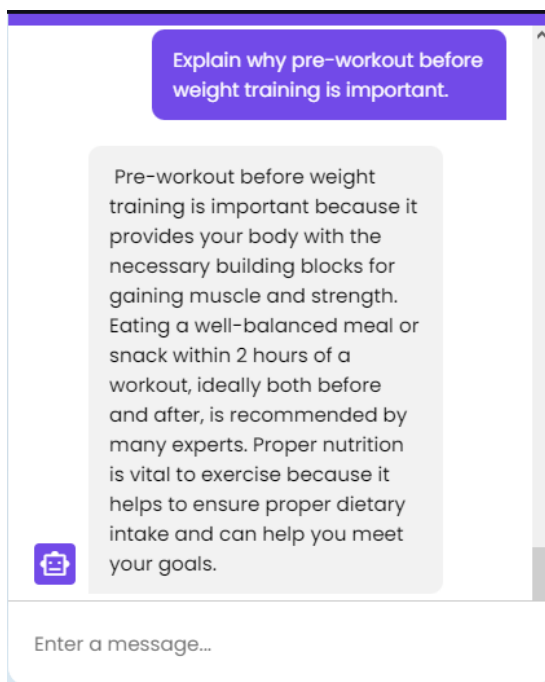 Explain why pre-workout before
weight training is important.
Pre-workout before weight
training is important because it
provides your body with the
necessary building blocks for
gaining muscle and strength.
Eating a well-balanced meal or
snack within 2 hours of a
workout, ideally both before
and after, is recommended by
many experts. Proper nutrition
is vital to exercise because it
helps to ensure proper dietary
intake and can help you meet
your goals.
Enter a message...